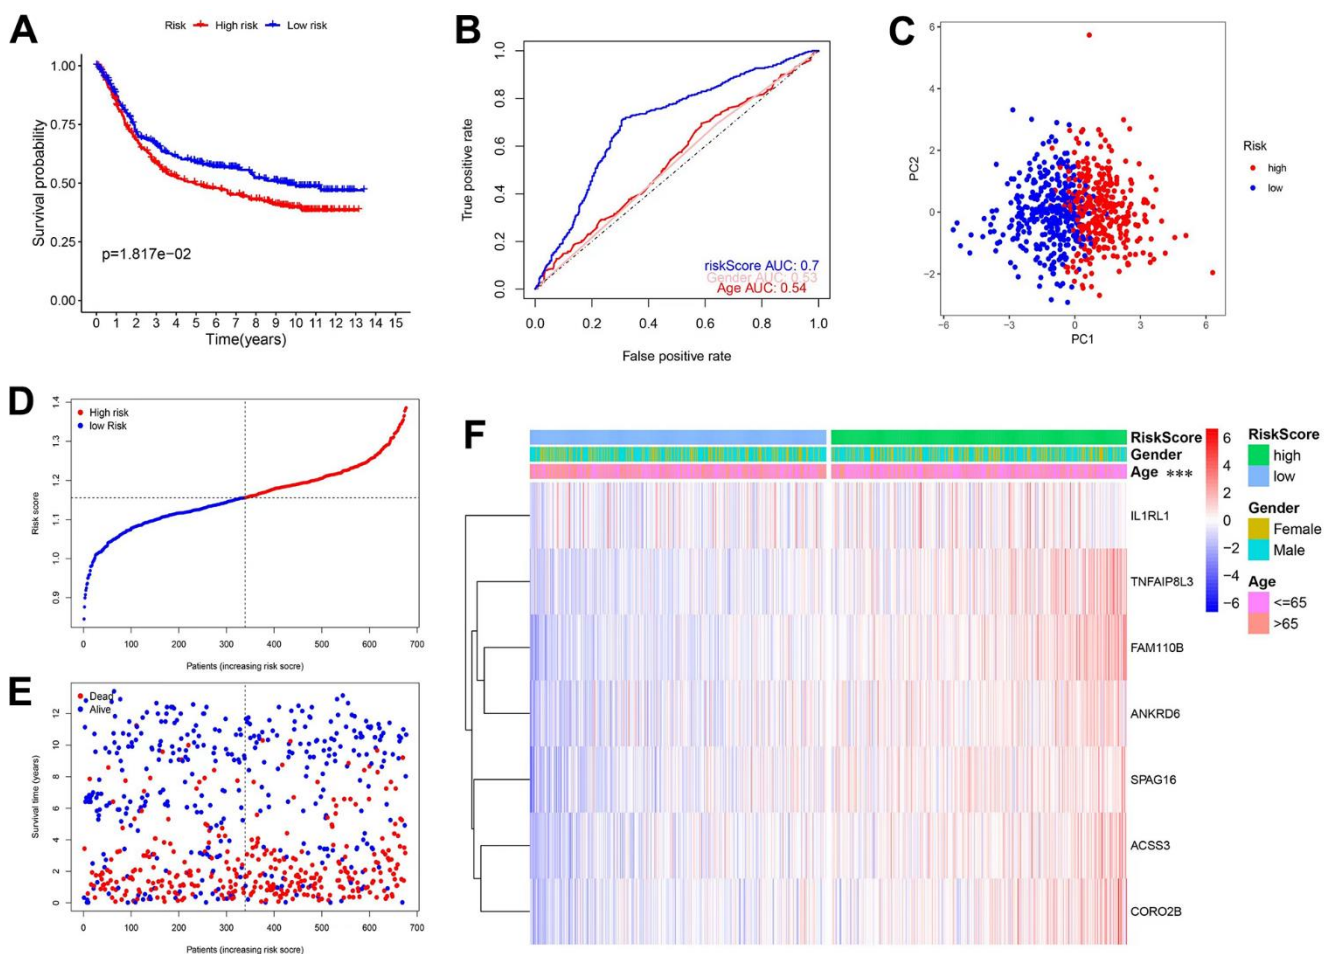 A
Risk High risk Low risk
Survival probability
1.00
0.75
0.50
0.25
0.00
p=1.817e−02
0 1 2 3 4 5 6 7 8 9 10 11 12 13 14 15
Time(years)
B
True positive rate
1.0
0.8
0.6
0.4
0.2
0.0
riskScore AUC: 0.7
Gender AUC: 0.53
Age AUC: 0.54
0.0 0.2 0.4 0.6 0.8 1.0
False positive rate
C
PC2
6
4
2
0
−2
−6 −3 0 3 6
PC1
Risk
high
low
D
High risk
low Risk
Risk score
1.4
1.3
1.2
1.1
1.0
0.9
0 100 200 300 400 500 600 700
Patients (increasing risk socre)
E
Dead
Alive
Survival time (years)
12
10
8
6
4
2
0
0 100 200 300 400 500 600 700
Patients (increasing risk socre)
F
RiskScore
Gender
Age ***
IL1RL1
TNFAIP8L3
FAM110B
ANKRD6
SPAG16
ACSS3
CORO2B
6
4
2
0
−2
−4
−6
RiskScore
high
low
Gender
Female
Male
Age
<=65
>65